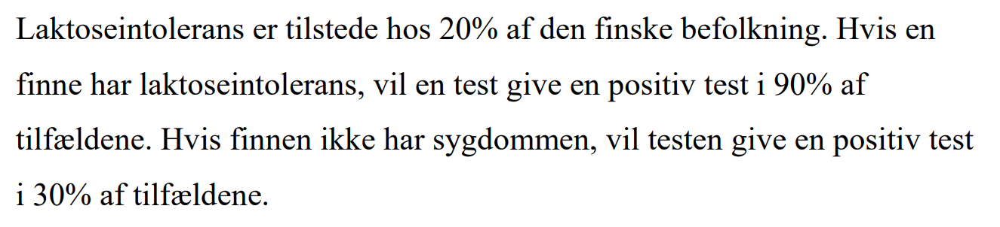 Laktoseintolerans er tilstede hos 20% af den finske befolkning. Hvis en
finne har laktoseintolerans, vil en test give en positiv test i 90% af
tilfældene. Hvis finnen ikke har sygdommen, vil testen give en positiv test
i 30% af tilfældene.